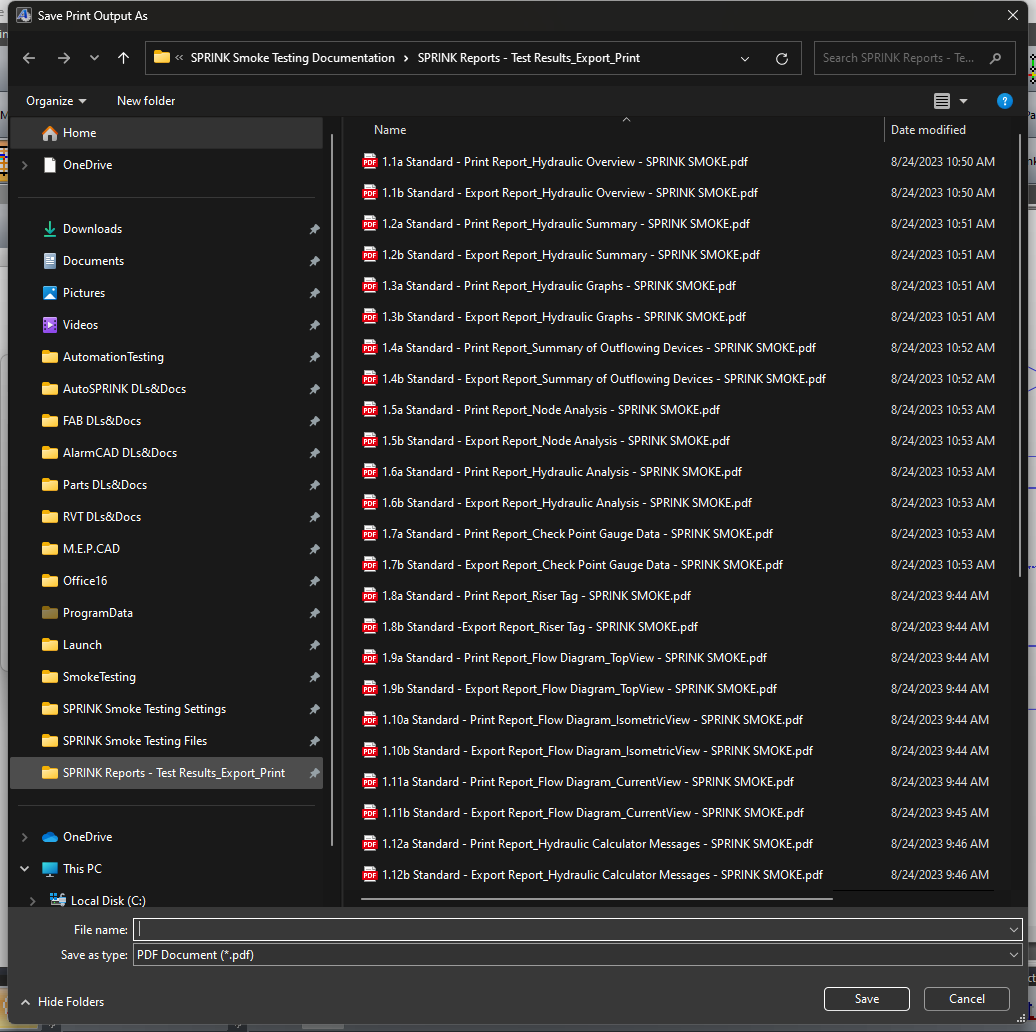 Save Print Output As
« SPRINK Smoke Testing Documentation › SPRINK Reports - Test Results_Export_Print
Search SPRINK Reports - Te...
Organize
New folder
Home
OneDrive
Downloads
Documents
Pictures
Videos
AutomationTesting
AutoSPRINK DLs&Docs
FAB DLs&Docs
AlarmCAD DLs&Docs
Parts DLs&Docs
RVT DLs&Docs
M.E.P.CAD
Office16
ProgramData
Launch
SmokeTesting
SPRINK Smoke Testing Settings
SPRINK Smoke Testing Files
SPRINK Reports - Test Results_Export_Print
OneDrive
This PC
Local Disk (C:)
Name Date modified
1.1a Standard - Print Report_Hydraulic Overview - SPRINK SMOKE.pdf 8/24/2023 10:50 AM
1.1b Standard - Export Report_Hydraulic Overview - SPRINK SMOKE.pdf 8/24/2023 10:50 AM
1.2a Standard - Print Report_Hydraulic Summary - SPRINK SMOKE.pdf 8/24/2023 10:51 AM
1.2b Standard - Export Report_Hydraulic Summary - SPRINK SMOKE.pdf 8/24/2023 10:51 AM
1.3a Standard - Print Report_Hydraulic Graphs - SPRINK SMOKE.pdf 8/24/2023 10:51 AM
1.3b Standard - Export Report_Hydraulic Graphs - SPRINK SMOKE.pdf 8/24/2023 10:51 AM
1.4a Standard - Print Report_Summary of Outflowing Devices - SPRINK SMOKE.pdf 8/24/2023 10:52 AM
1.4b Standard - Export Report_Summary of Outflowing Devices - SPRINK SMOKE.pdf 8/24/2023 10:52 AM
1.5a Standard - Print Report_Node Analysis - SPRINK SMOKE.pdf 8/24/2023 10:53 AM
1.5b Standard - Export Report_Node Analysis - SPRINK SMOKE.pdf 8/24/2023 10:53 AM
1.6a Standard - Print Report_Hydraulic Analysis - SPRINK SMOKE.pdf 8/24/2023 10:53 AM
1.6b Standard - Export Report_Hydraulic Analysis - SPRINK SMOKE.pdf 8/24/2023 10:53 AM
1.7a Standard - Print Report_Check Point Gauge Data - SPRINK SMOKE.pdf 8/24/2023 10:53 AM
1.7b Standard - Export Report_Check Point Gauge Data - SPRINK SMOKE.pdf 8/24/2023 10:53 AM
1.8a Standard - Print Report_Riser Tag - SPRINK SMOKE.pdf 8/24/2023 9:44 AM
1.8b Standard -Export Report_Riser Tag - SPRINK SMOKE.pdf 8/24/2023 9:44 AM
1.9a Standard - Print Report_Flow Diagram_TopView - SPRINK SMOKE.pdf 8/24/2023 9:44 AM
1.9b Standard - Export Report_Flow Diagram_TopView - SPRINK SMOKE.pdf 8/24/2023 9:44 AM
1.10a Standard - Print Report_Flow Diagram_IsometricView - SPRINK SMOKE.pdf 8/24/2023 9:44 AM
1.10b Standard - Export Report_Flow Diagram_IsometricView - SPRINK SMOKE.pdf 8/24/2023 9:44 AM
1.11a Standard - Print Report_Flow Diagram_CurrentView - SPRINK SMOKE.pdf 8/24/2023 9:44 AM
1.11b Standard - Export Report_Flow Diagram_CurrentView - SPRINK SMOKE.pdf 8/24/2023 9:45 AM
1.12a Standard - Print Report_Hydraulic Calculator Messages - SPRINK SMOKE.pdf 8/24/2023 9:46 AM
1.12b Standard - Export Report_Hydraulic Calculator Messages - SPRINK SMOKE.pdf 8/24/2023 9:46 AM
File name:
Save as type: PDF Document (*.pdf)
Hide Folders
Save
Cancel